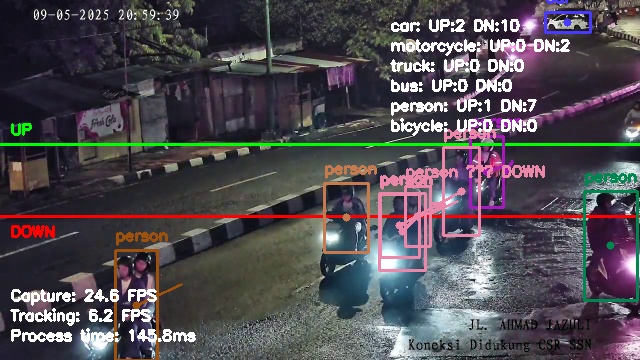 09-05-2025 20:59:39
car: UP:2 DN:10
motorcycle: UP:0 DN:2
truck: UP:0 DN:0
bus: UP:0 DN:0
person: UP:1 DN:7
bicycle: UP:0 DN:0
UP
person
person
person ??? DOWN
person
DOWN
person
Capture: 24.6 FPS
Tracking: 6.2 FPS
Process time: 145.8ms
JL. AHMAD JAZULI
Koneksi Didukung CSR SSN
Fresh Cola